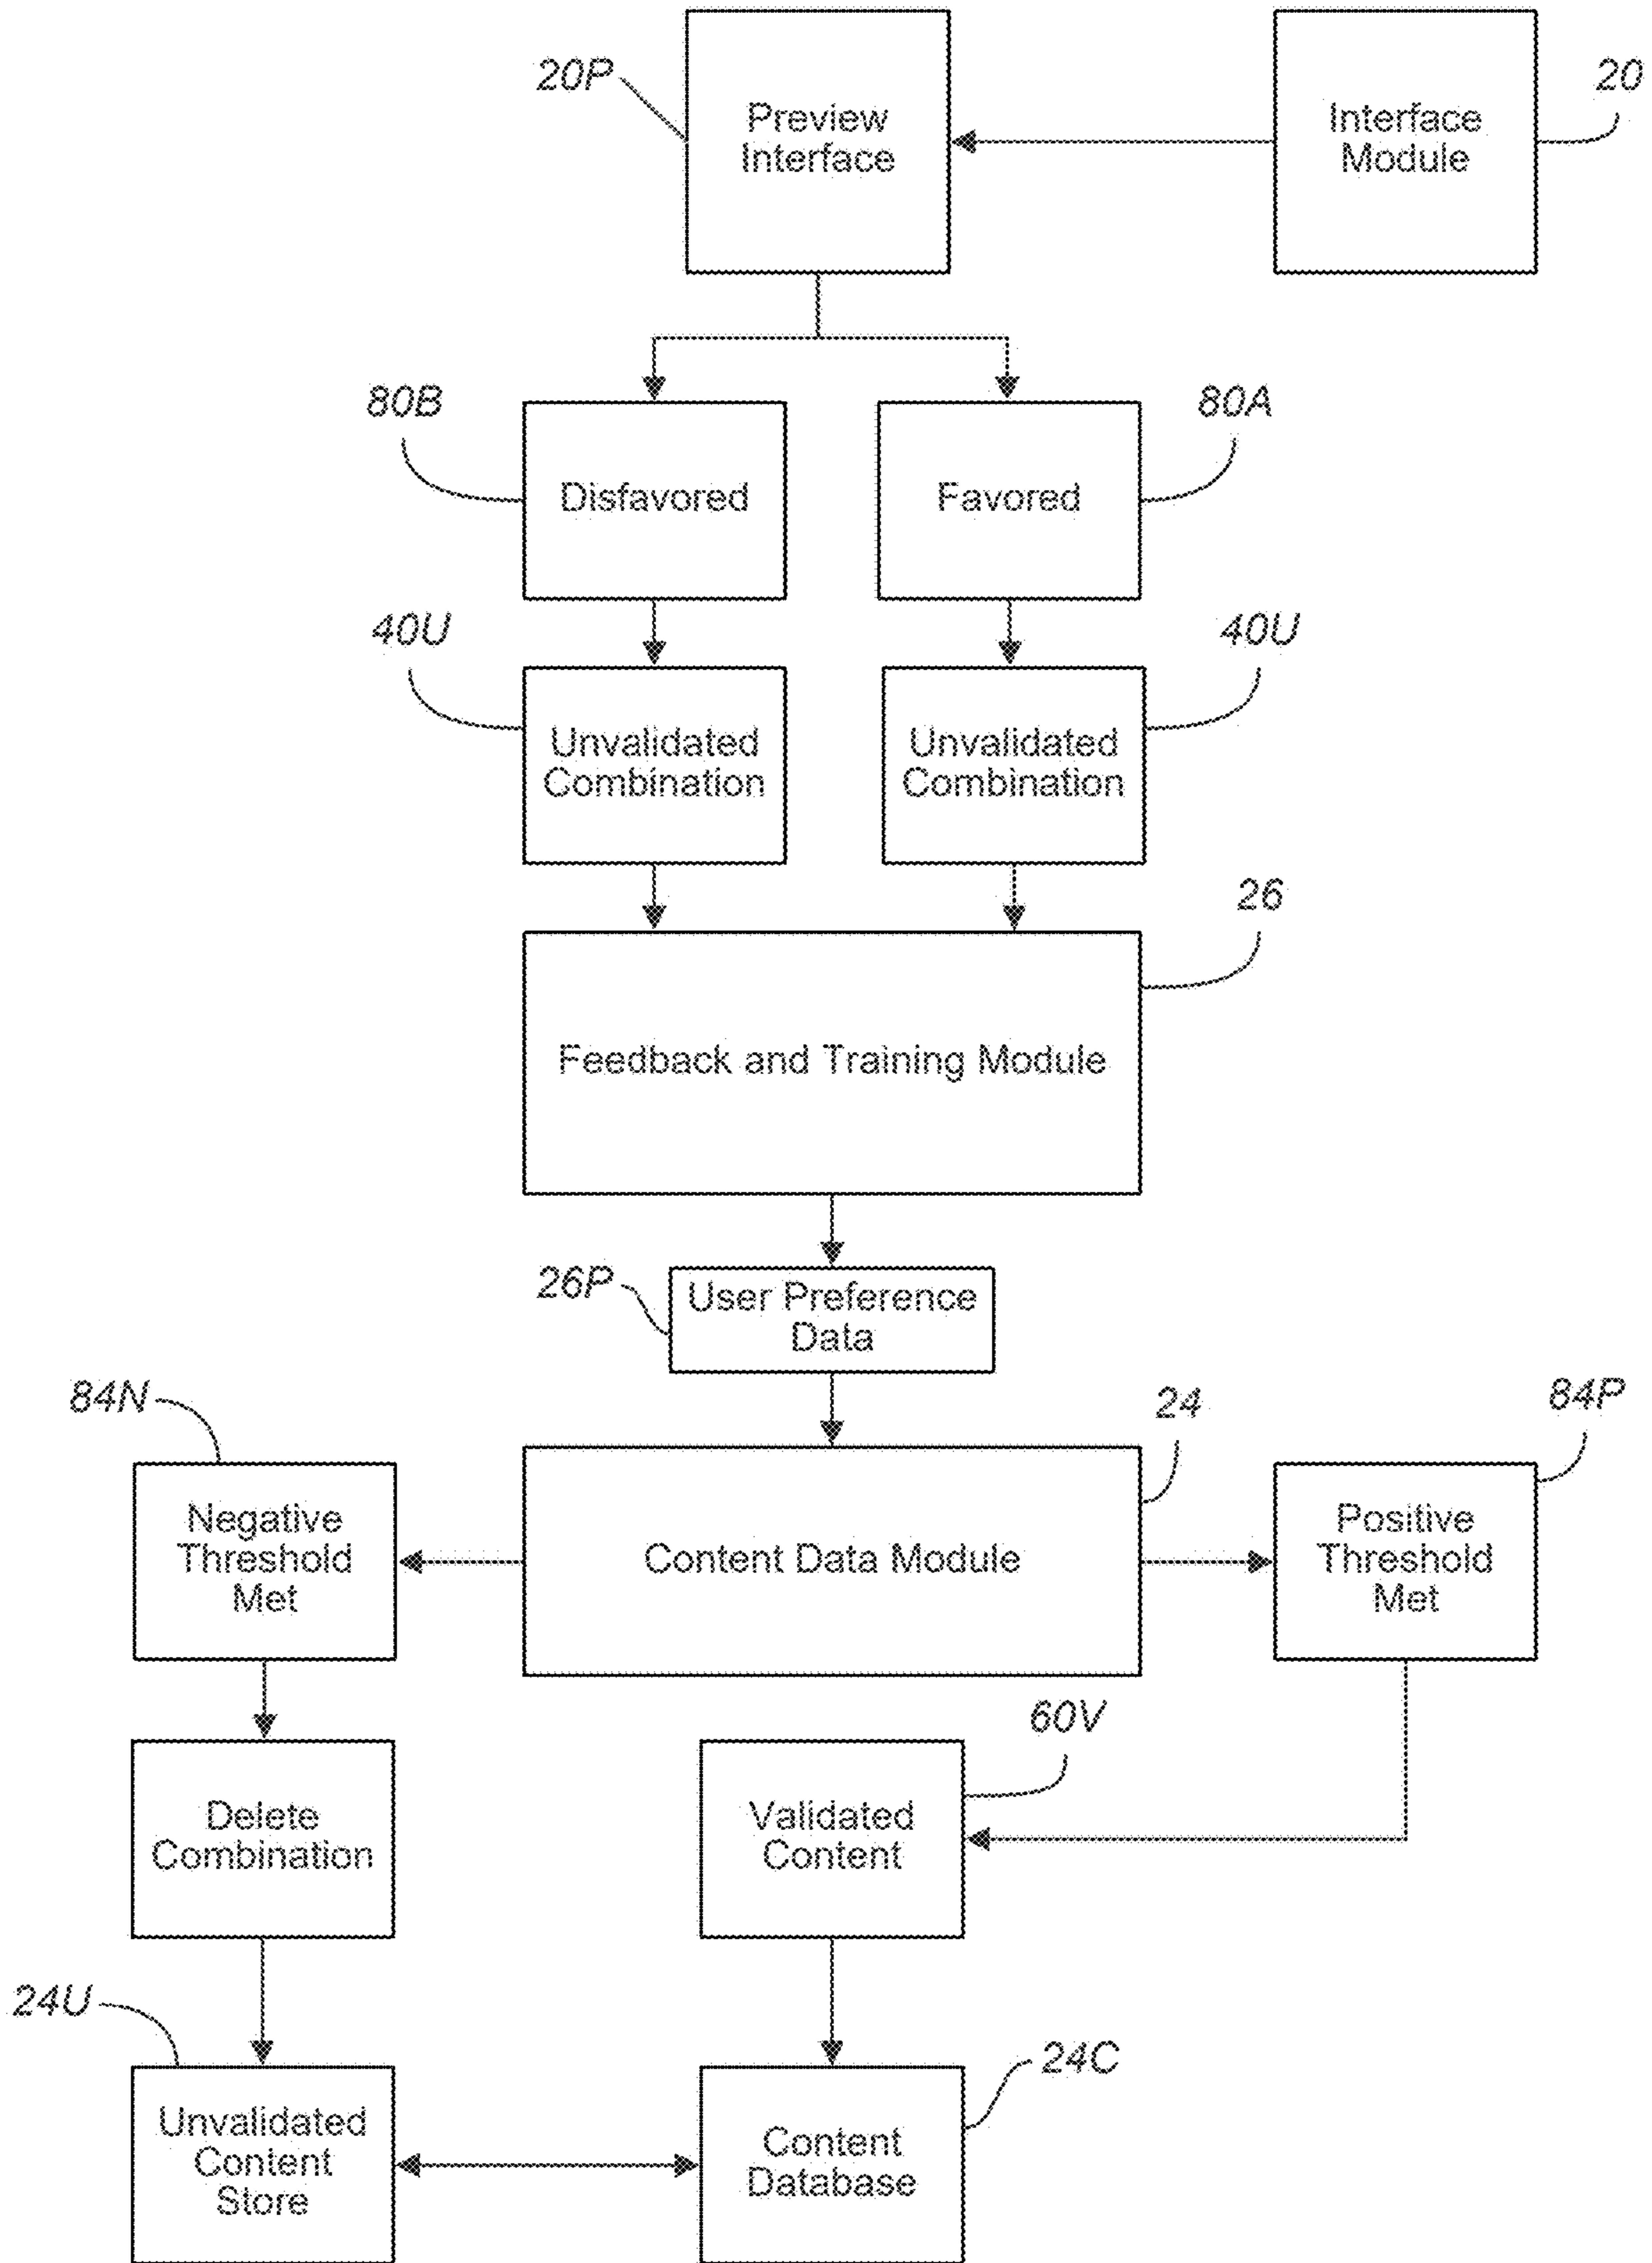 20P
Preview
Interface
Interface
Module
20
80B
Disfavored
Favored
80A
40U
Unvalidated
Combination
Unvalidated
Combination
40U
26
Feedback and Training Module
26P
User Preference
Data
84N
Negative
Threshold
Met
24
Content Data Module
84P
Positive
Threshold
Met
60V
Delete
Combination
Validated
Content
24U
Unvalidated
Content
Store
24C
Content
Database